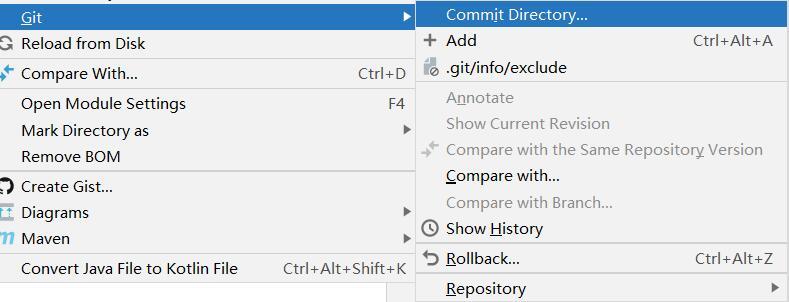 Git
Reload from Disk
Compare With... Ctrl+D
Open Module Settings F4
Mark Directory as
Remove BOM
Create Gist...
Diagrams
Maven
Convert Java File to Kotlin File Ctrl+Alt+Shift+K
Commit Directory...
Add Ctrl+Alt+A
.git/info/exclude
Annotate
Show Current Revision
Compare with the Same Repository Version
Compare with...
Compare with Branch...
Show History
Rollback... Ctrl+Alt+Z
Repository